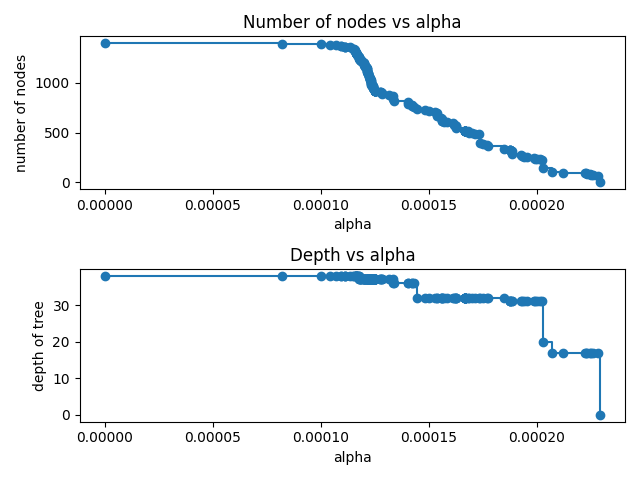 Number of nodes vs alpha
number of nodes
1000
500
0
0.00000 0.00005 0.00010 0.00015 0.00020
alpha
Depth vs alpha
depth of tree
30
20
10
0
0.00000 0.00005 0.00010 0.00015 0.00020
alpha